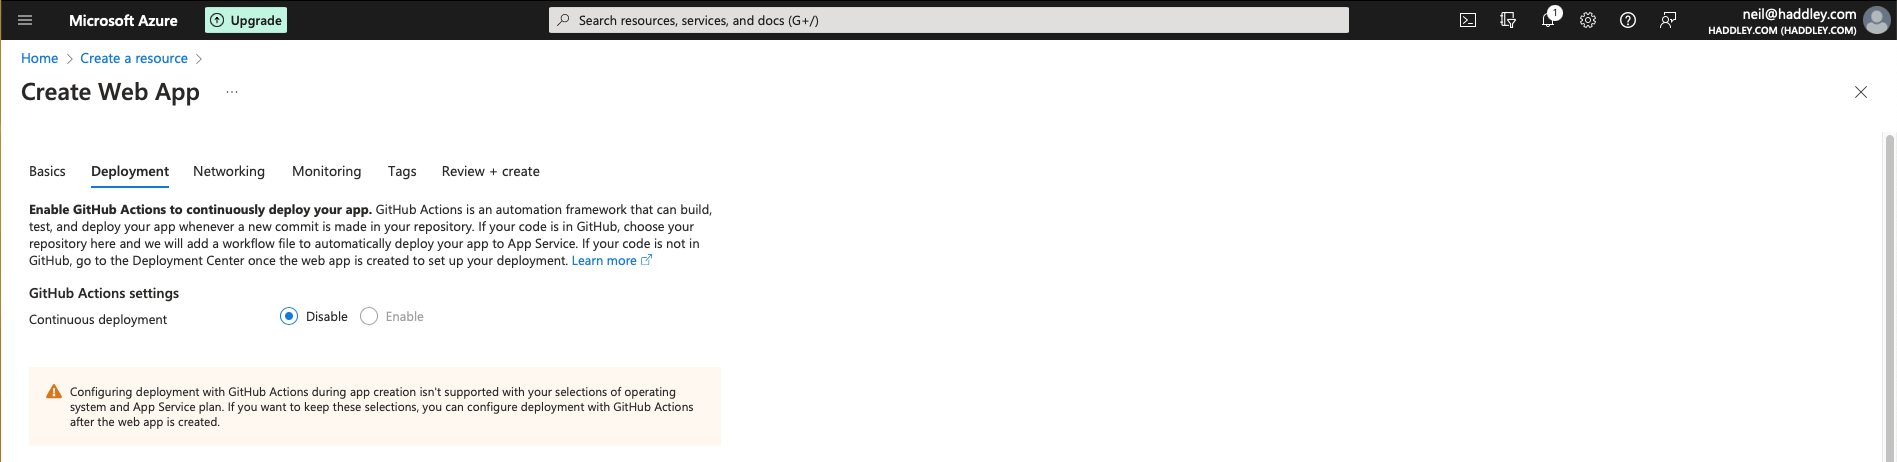 Microsoft Azure
Upgrade
Search resources, services, and docs (G+/)
1
neil@haddley.com
HADDLEY.COM (HADDLEY.COM)
Home > Create a resource >
Create Web App ...
Basics Deployment Networking Monitoring Tags Review + create
Enable GitHub Actions to continuously deploy your app. GitHub Actions is an automation framework that can build,
test, and deploy your app whenever a new commit is made in your repository. If your code is in GitHub, choose your
repository here and we will add a workflow file to automatically deploy your app to App Service. If your code is not in
GitHub, go to the Deployment Center once the web app is created to set up your deployment. Learn more
GitHub Actions settings
Continuous deployment Disable Enable
Configuring deployment with GitHub Actions during app creation isn't supported with your selections of operating
system and App Service plan. If you want to keep these selections, you can configure deployment with GitHub Actions
after the web app is created.